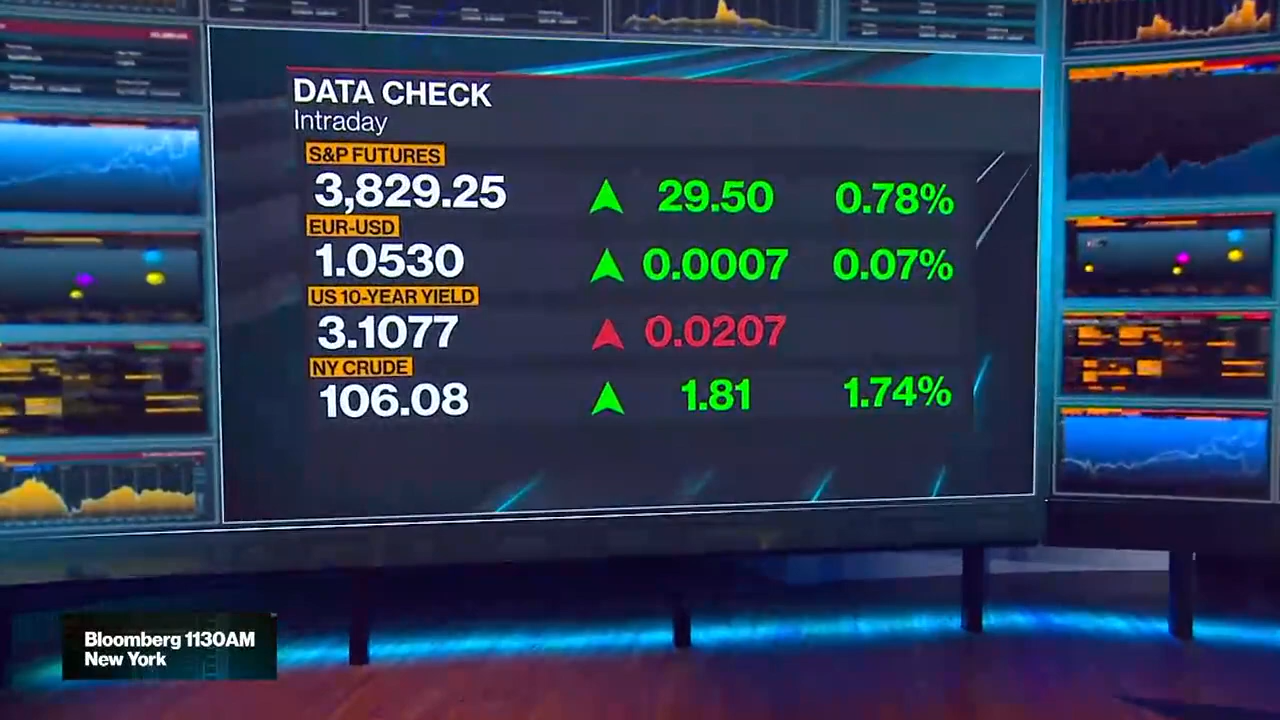 DATA CHECK
Intraday
S&P FUTURES
3,829.25 29.50 0.78%
EUR-USD
1.0530 0.0007 0.07%
US 10-YEAR YIELD
3.1077 0.0207
NY CRUDE
106.08 1.81 1.74%
Bloomberg 1130AM
New York